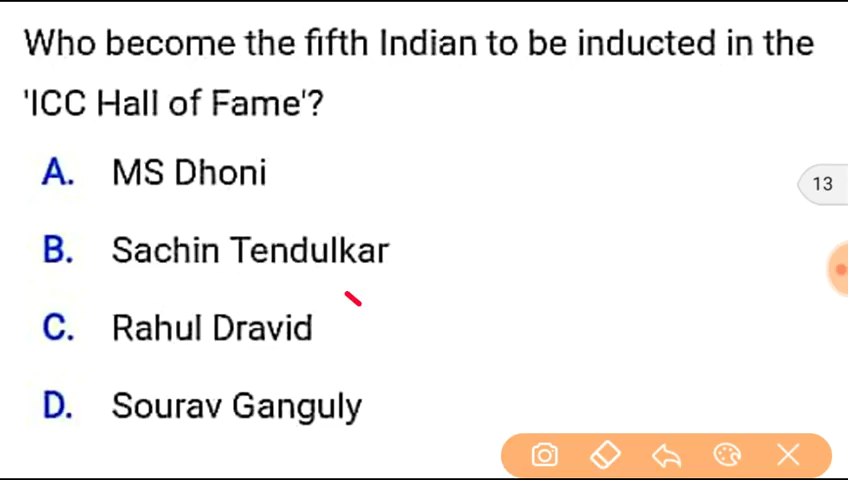 Who become the fifth Indian to be inducted in the
'ICC Hall of Fame'?
A. MS Dhoni
13
B. Sachin Tendulkar
C. Rahul Dravid
D. Sourav Ganguly